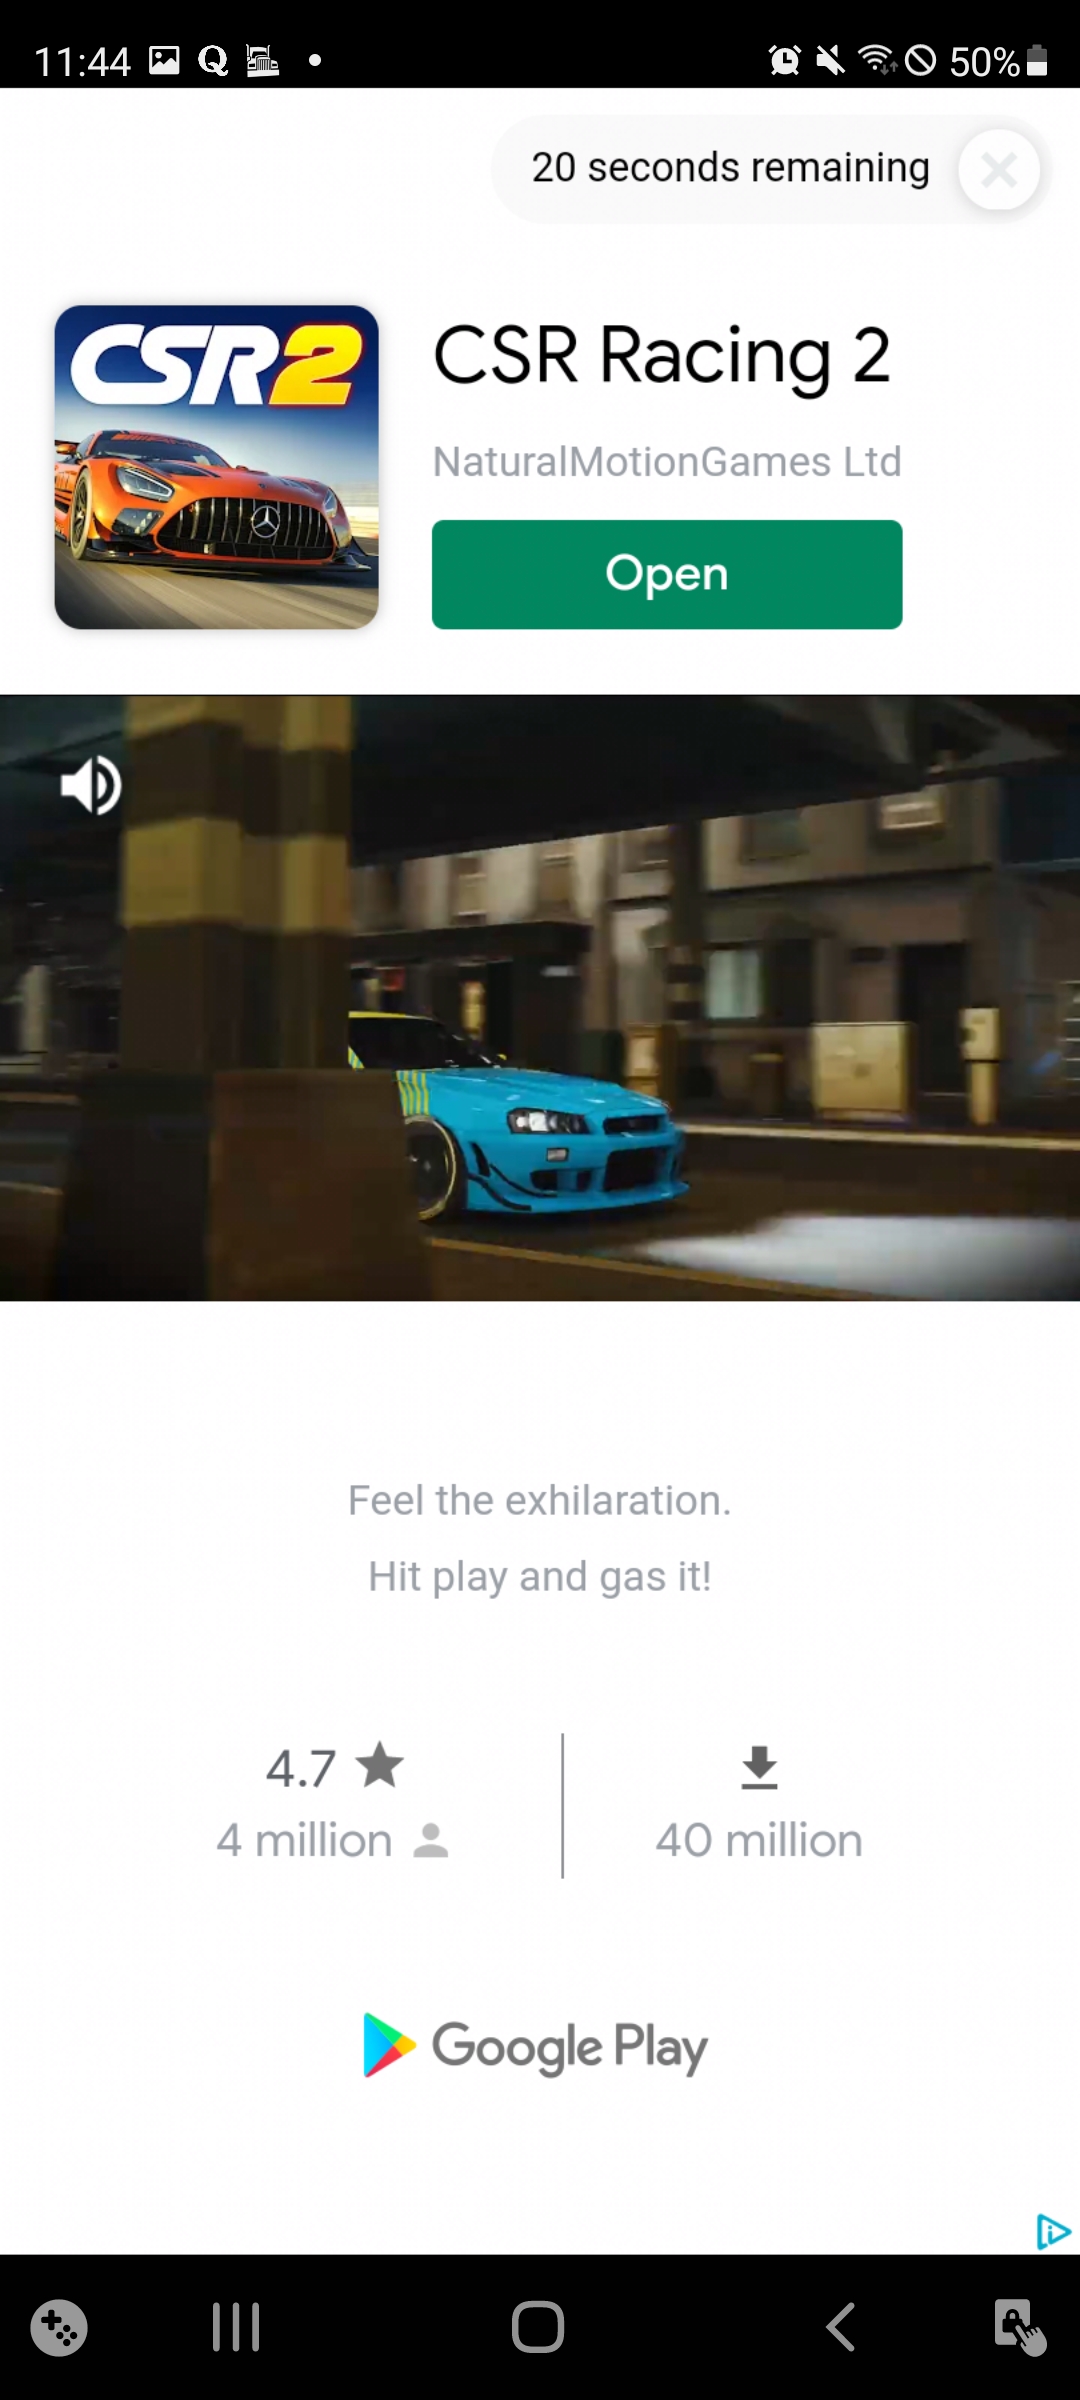 11:44
50%
20 seconds remaining
CSR2
CSR Racing 2
NaturalMotionGames Ltd
Open
Feel the exhilaration.
Hit play and gas it!
4.7
4 million
40 million
Google Play